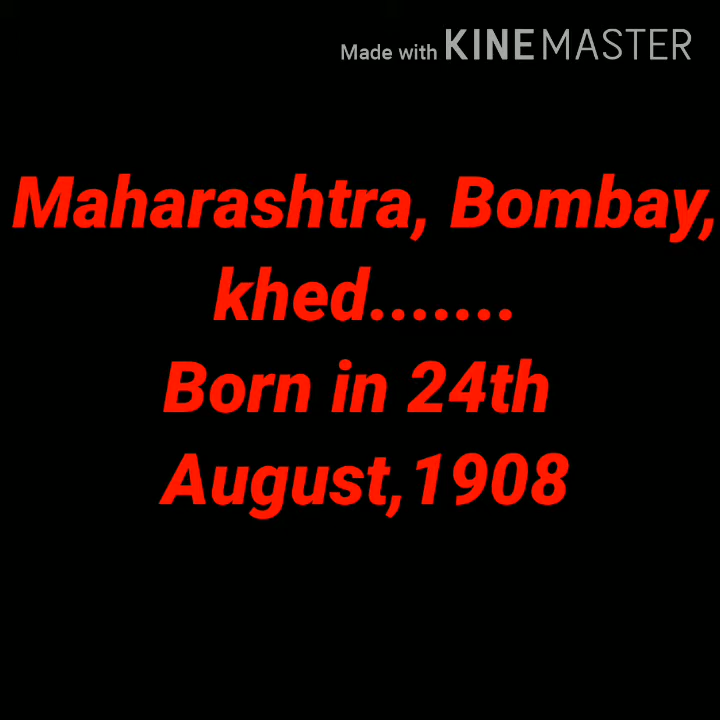 Made with KINEMASTER
Maharashtra, Bombay,
khed.......
Born in 24th
August,1908